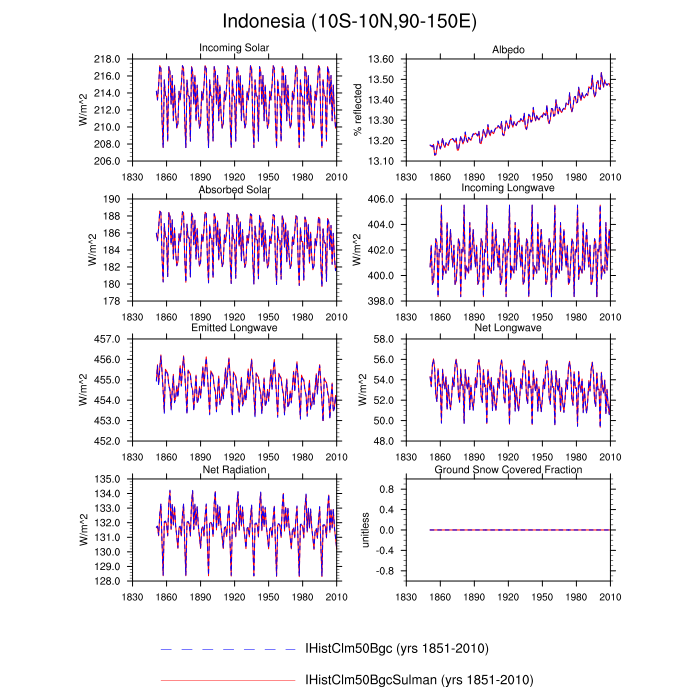 Indonesia (10S-10N,90-150E)
Incoming Solar
W/m^2
218.0
216.0
214.0
212.0
210.0
208.0
206.0
1830 1860 1890 1920 1950 1980 2010
Albedo
% reflected
13.60
13.50
13.40
13.30
13.20
13.10
1830 1860 1890 1920 1950 1980 2010
Absorbed Solar
W/m^2
190
188
186
184
182
180
178
1830 1860 1890 1920 1950 1980 2010
Incoming Longwave
W/m^2
406.0
404.0
402.0
400.0
398.0
1830 1860 1890 1920 1950 1980 2010
Emitted Longwave
W/m^2
457.0
456.0
455.0
454.0
453.0
452.0
1830 1860 1890 1920 1950 1980 2010
Net Longwave
W/m^2
58.0
56.0
54.0
52.0
50.0
48.0
1830 1860 1890 1920 1950 1980 2010
Net Radiation
W/m^2
135.0
134.0
133.0
132.0
131.0
130.0
129.0
128.0
1830 1860 1890 1920 1950 1980 2010
Ground Snow Covered Fraction
unitless
0.8
0.4
0.0
-0.4
-0.8
1830 1860 1890 1920 1950 1980 2010
IHistClm50Bgc (yrs 1851-2010)
IHistClm50BgcSulman (yrs 1851-2010)